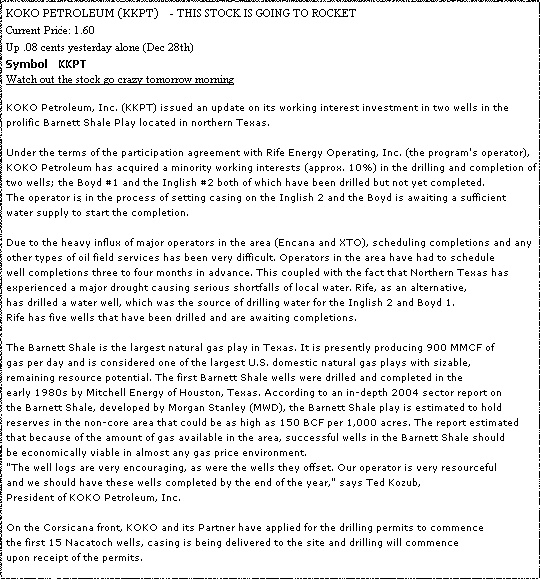 KOKO PETROLEUM (KKPT) - THIS STOCK IS GOING TO ROCKET
Current Price: 1.60
Up .08 cents yesterday alone (Dec 28th)
Symbol KKPT
Watch out the stock go crazy tomorrow morning
KOKO Petroleum, Inc. (KKPT) issued an update on its working interest investment in two wells in the
prolific Barnett Shale Play located in northern Texas.
Under the terms of the participation agreement with Rife Energy Operating, Inc. (the program's operator),
KOKO Petroleum has acquired a minority working interests (approx. 10%) in the drilling and completion of
two wells; the Boyd #1 and the Inglish #2 both of which have been drilled but not yet completed.
The operator is in the process of setting casing on the Inglish 2 and the Boyd is awaiting a sufficient
water supply to start the completion.
Due to the heavy influx of major operators in the area (Encana and XTO), scheduling completions and any
other types of oil field services has been very difficult. Operators in the area have had to schedule
well completions three to four months in advance. This coupled with the fact that Northern Texas has
experienced a major drought causing serious shortfalls of local water. Rife, as an alternative,
has drilled a water well, which was the source of drilling water for the Inglish 2 and Boyd 1.
Rife has five wells that have been drilled and are awaiting completions.
The Barnett Shale is the largest natural gas play in Texas. It is presently producing 900 MMCF of
gas per day and is considered one of the largest U.S. domestic natural gas plays with sizable,
remaining resource potential. The first Barnett Shale wells were drilled and completed in the
early 1980s by Mitchell Energy of Houston, Texas. According to an in-depth 2004 sector report on
the Barnett Shale, developed by Morgan Stanley (MWD), the Barnett Shale play is estimated to hold
reserves in the non-core area that could be as high as 150 BCF per 1,000 acres. The report estimated
that because of the amount of gas available in the area, successful wells in the Barnett Shale should
be economically viable in almost any gas price environment.
"The well logs are very encouraging, as were the wells they offset. Our operator is very resourceful
and we should have these wells completed by the end of the year," says Ted Kozub,
President of KOKO Petroleum, Inc.
On the Corsicana front, KOKO and its Partner have applied for the drilling permits to commence
the first 15 Nacatoch wells, casing is being delivered to the site and drilling will commence
upon receipt of the permits.